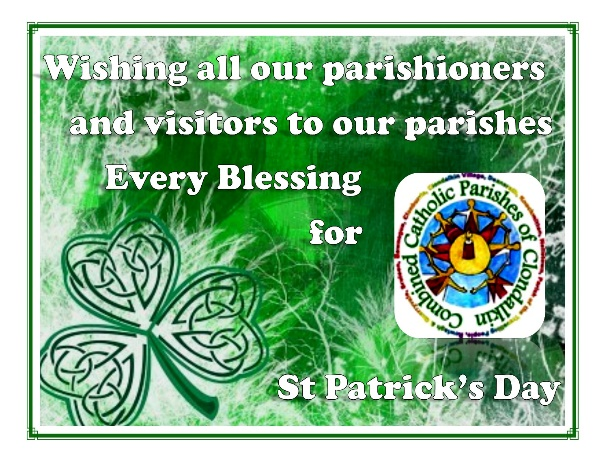 Wishing all our parishioners
and visitors to our parishes
Every Blessing
for
Combined Catholic Parishes of Clondalkin
St Patrick's Day